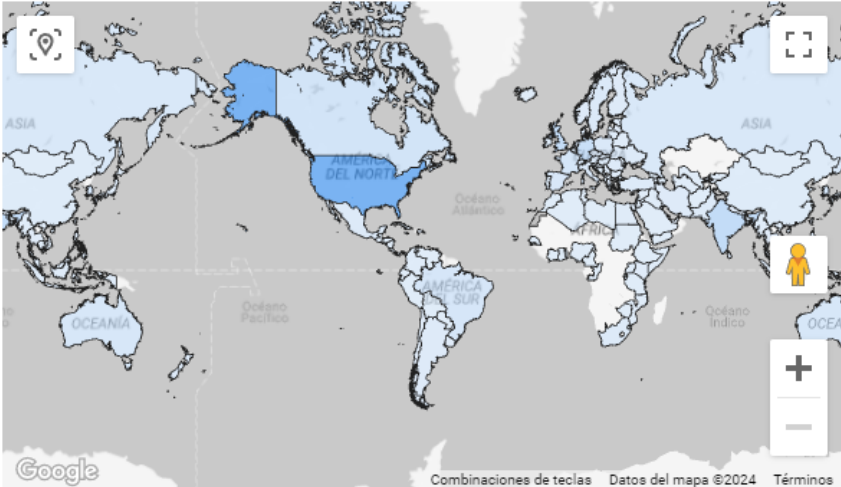 ASIA
AMÉRICA
DEL NORTE
ASIA
Océano
Atlántico
ÁFRICA
AMÉRICA
DEL SUR
OCEANÍA
Océano
Pacífico
Océano
Índico
OCEA
Google
Combinaciones de teclas Datos del mapa ©2024 Términos